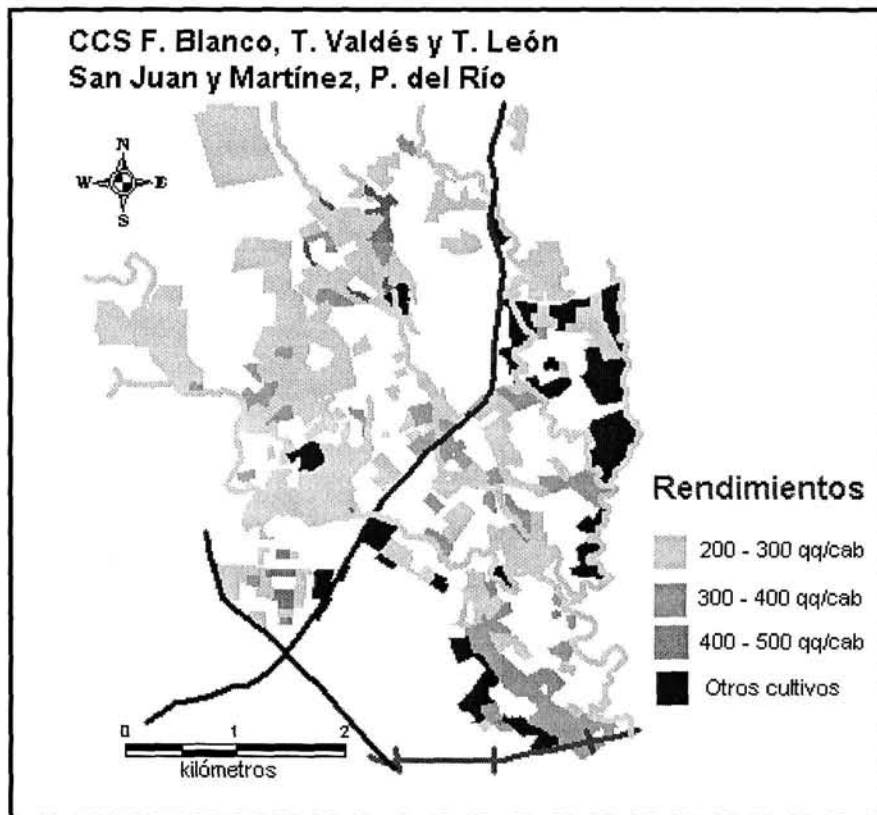 CCS F. Blanco, T. Valdés y T. León
San Juan y Martínez, P. del Río
N
W E
S
Rendimientos
200 - 300 qq/cab
300 - 400 qq/cab
400 - 500 qq/cab
Otros cultivos
0 1 2
kilómetros